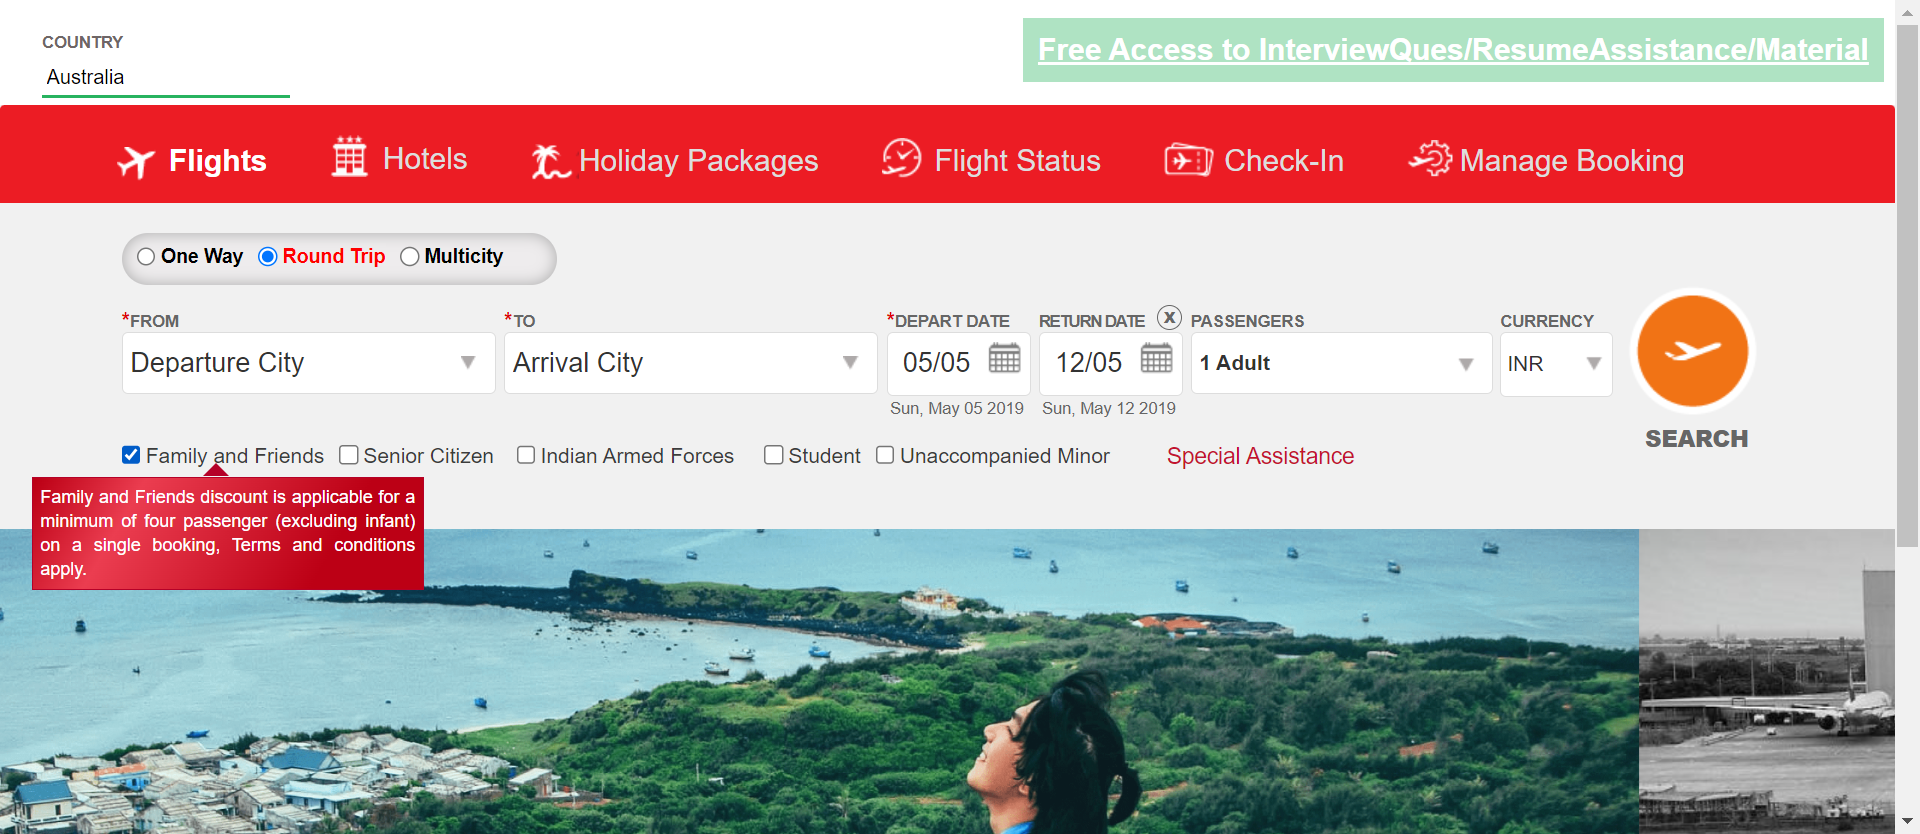 COUNTRY
Australia
Free Access to InterviewQues/ResumeAssistance/Material
Flights
Hotels
Holiday Packages
Flight Status
Check-In
Manage Booking
One Way
Round Trip
Multicity
*FROM
*TO
*DEPART DATE
RETURN DATE
X
PASSENGERS
CURRENCY
Departure City
Arrival City
05/05
12/05
1 Adult
INR
Sun, May 05 2019
Sun, May 12 2019
SEARCH
Family and Friends
Senior Citizen
Indian Armed Forces
Student
Unaccompanied Minor
Special Assistance
Family and Friends discount is applicable for a
minimum of four passenger (excluding infant)
on a single booking, Terms and conditions
apply.